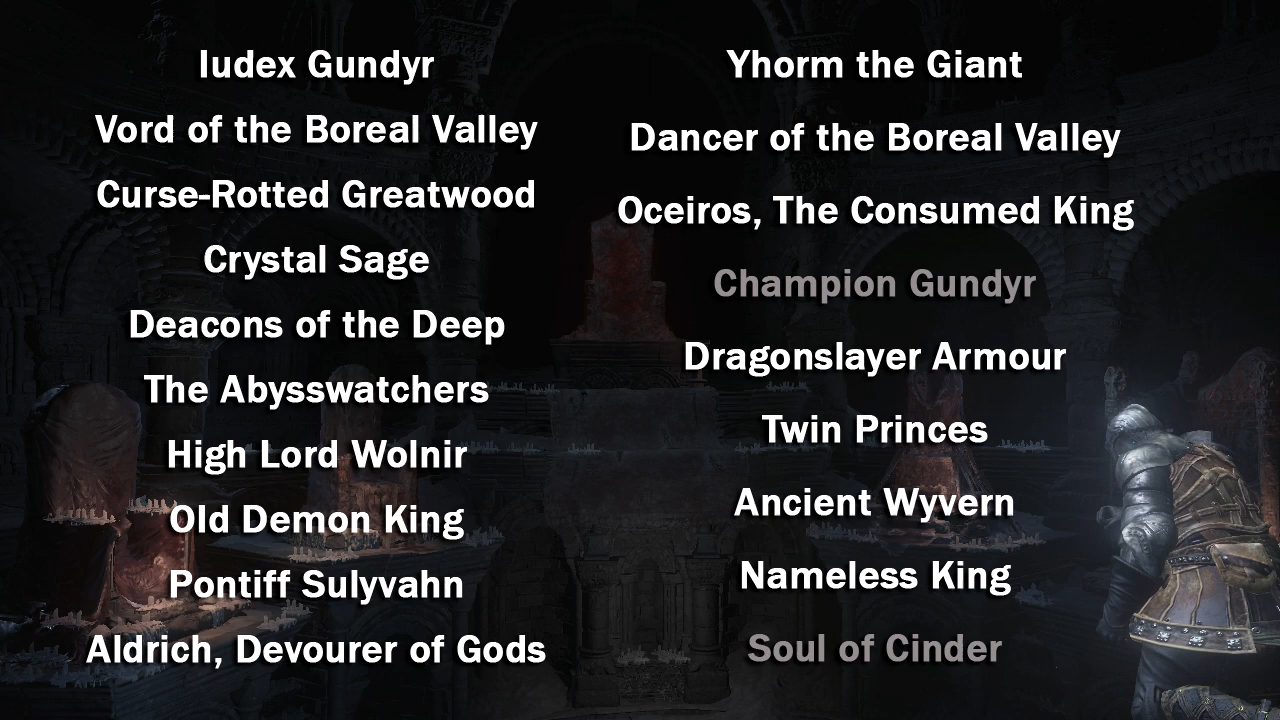 Iudex Gundyr
Vord of the Boreal Valley
Curse-Rotted Greatwood
Crystal Sage
Deacons of the Deep
The Abysswatchers
High Lord Wolnir
Old Demon King
Pontiff Sulyvahn
Aldrich, Devourer of Gods
Yhorm the Giant
Dancer of the Boreal Valley
Oceiros, The Consumed King
Champion Gundyr
Dragonslayer Armour
Twin Princes
Ancient Wyvern
Nameless King
Soul of Cinder